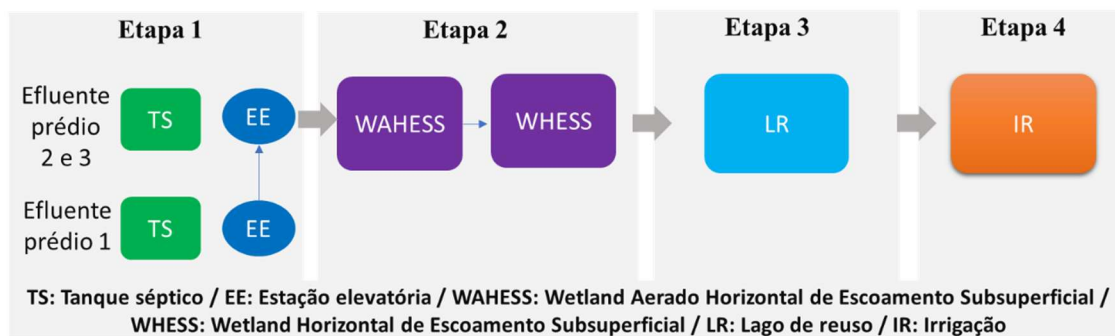 Etapa 1
Etapa 2
Etapa 3
Etapa 4
Efluente
prédio
2 e 3
TS
EE
WAHESS
WHESS
LR
IR
Efluente
prédio 1
TS
EE
TS: Tanque séptico / EE: Estação elevatória / WAHESS: Wetland Aerado Horizontal de Escoamento Subsuperficial /
WHESS: Wetland Horizontal de Escoamento Subsuperficial / LR: Lago de reuso / IR: Irrigação